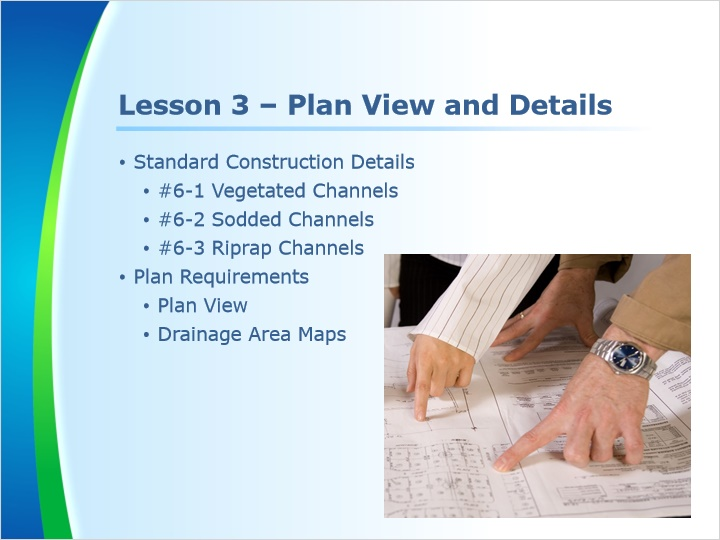 Lesson 3 – Plan View and Details
• Standard Construction Details
• #6-1 Vegetated Channels
• #6-2 Sodded Channels
• #6-3 Riprap Channels
• Plan Requirements
• Plan View
• Drainage Area Maps